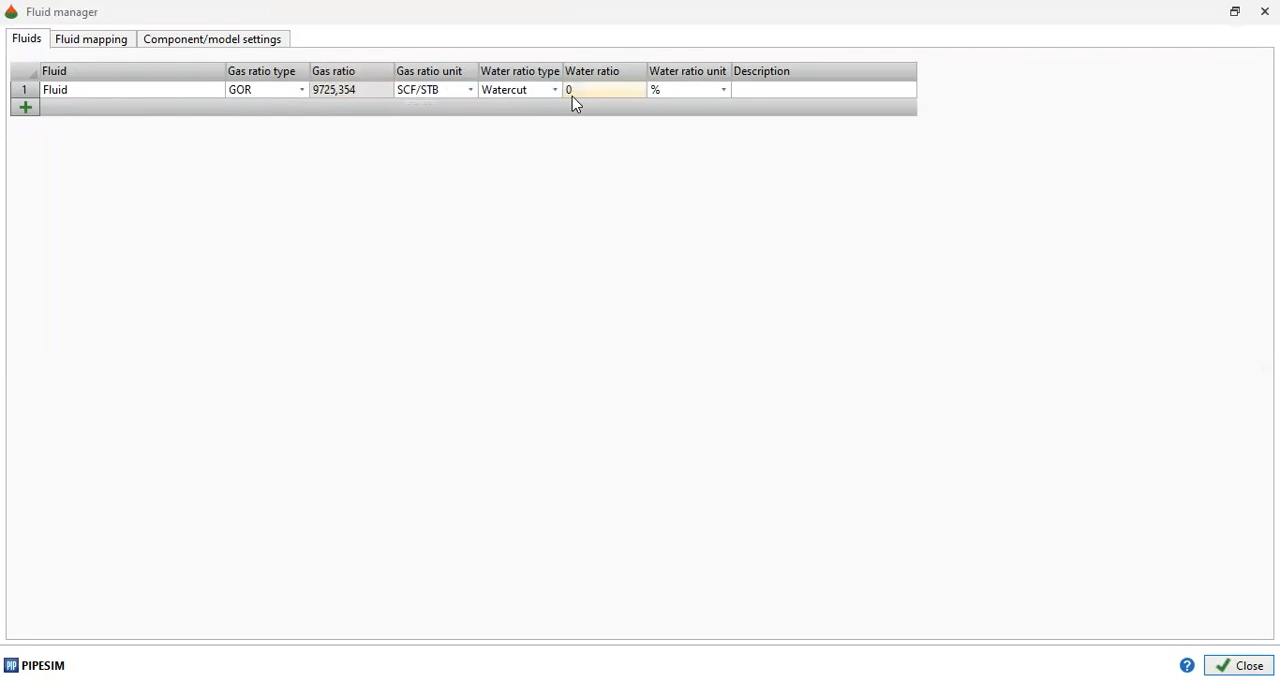 Fluid manager
Fluids Fluid mapping Component/model settings
Fluid Gas ratio type Gas ratio Gas ratio unit Water ratio type Water ratio Water ratio unit Description
1 Fluid GOR 9725,354 SCF/STB Watercut 0 %
PIP PIPESIM ? Close